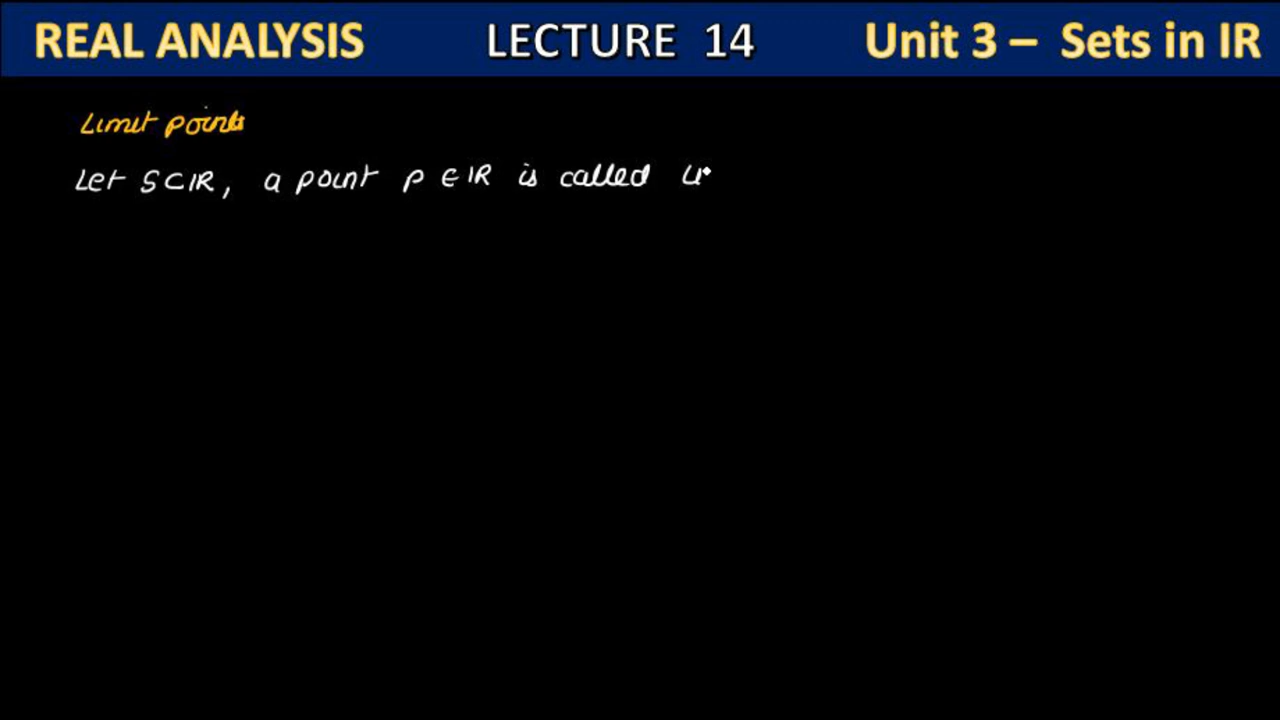 REAL ANALYSIS LECTURE 14 Unit 3 – Sets in IR
Limit points
Let S⊂IR, a point p ∈ IR is called